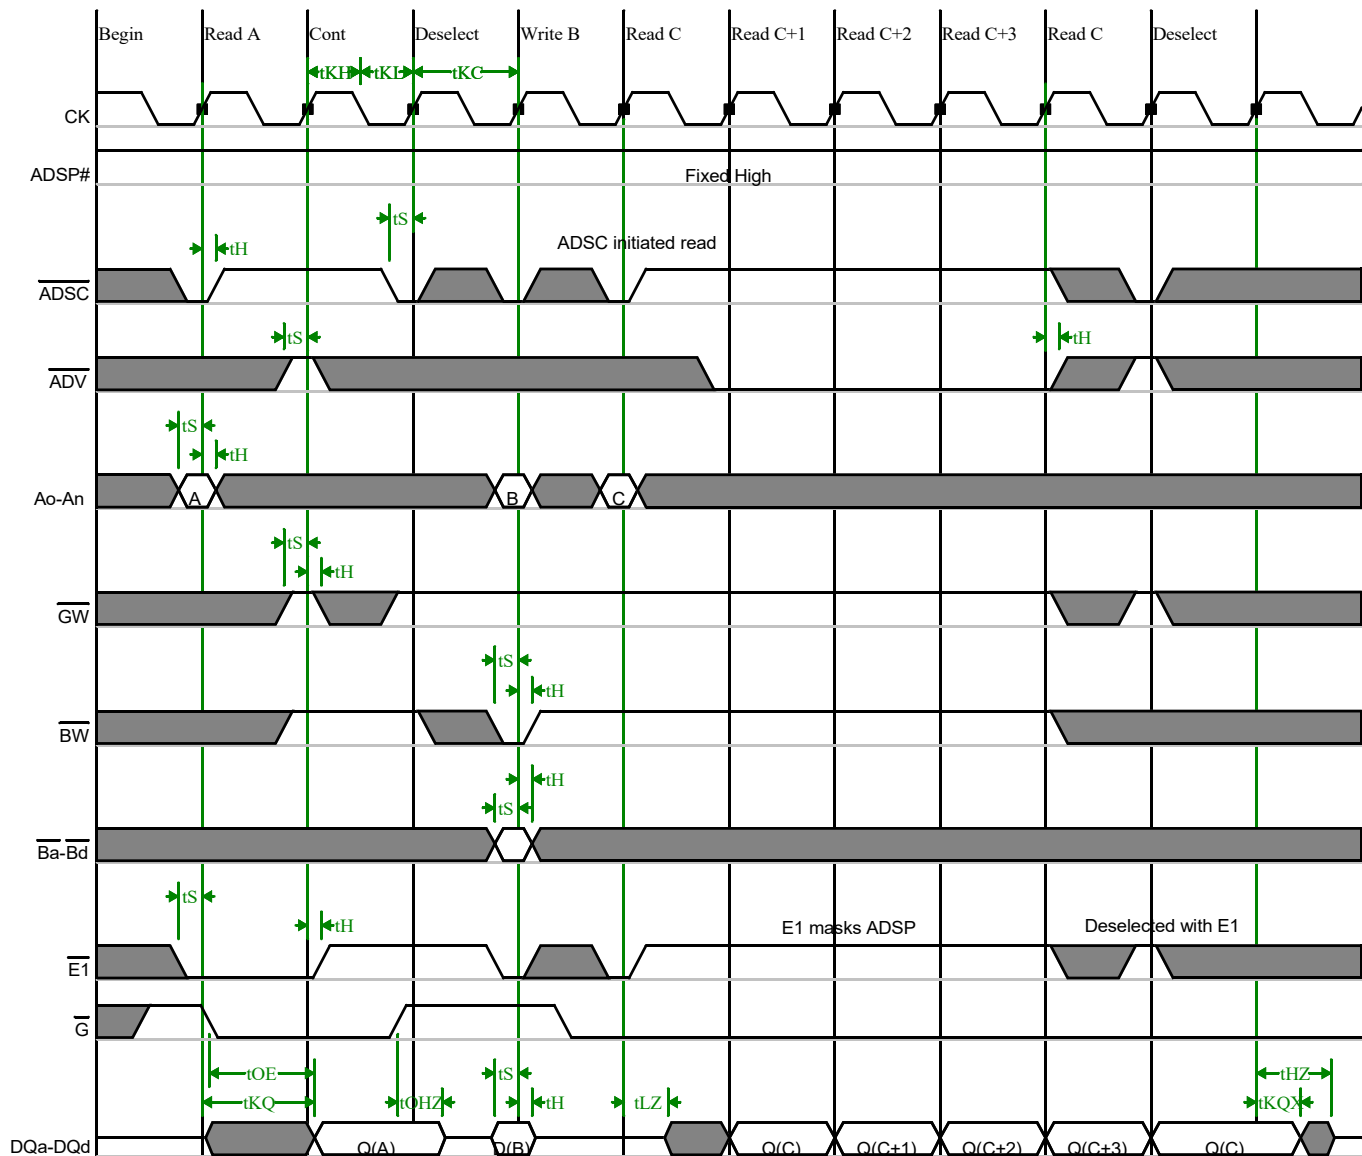 Begin Read A Cont Deselect Write B Read C Read C+1 Read C+2 Read C+3 Read C Deselect
tKH tKL tKC
CK
ADSP#
Fixed High
tS
tH
ADSC initiated read
ADSC
tS
tH
ADV
tS
tH
Ao-An
A B C
tS
tH
GW
tS
tH
BW
tH
tS
Ba-Bd
tS
tH
E1 masks ADSP
Deselected with E1
E1
G
tOE tS tHZ
tKQ tOHZ tH tLZ tKQX
DQa-DQd
Q(A) D(B) Q(C) Q(C+1) Q(C+2) Q(C+3) Q(C)